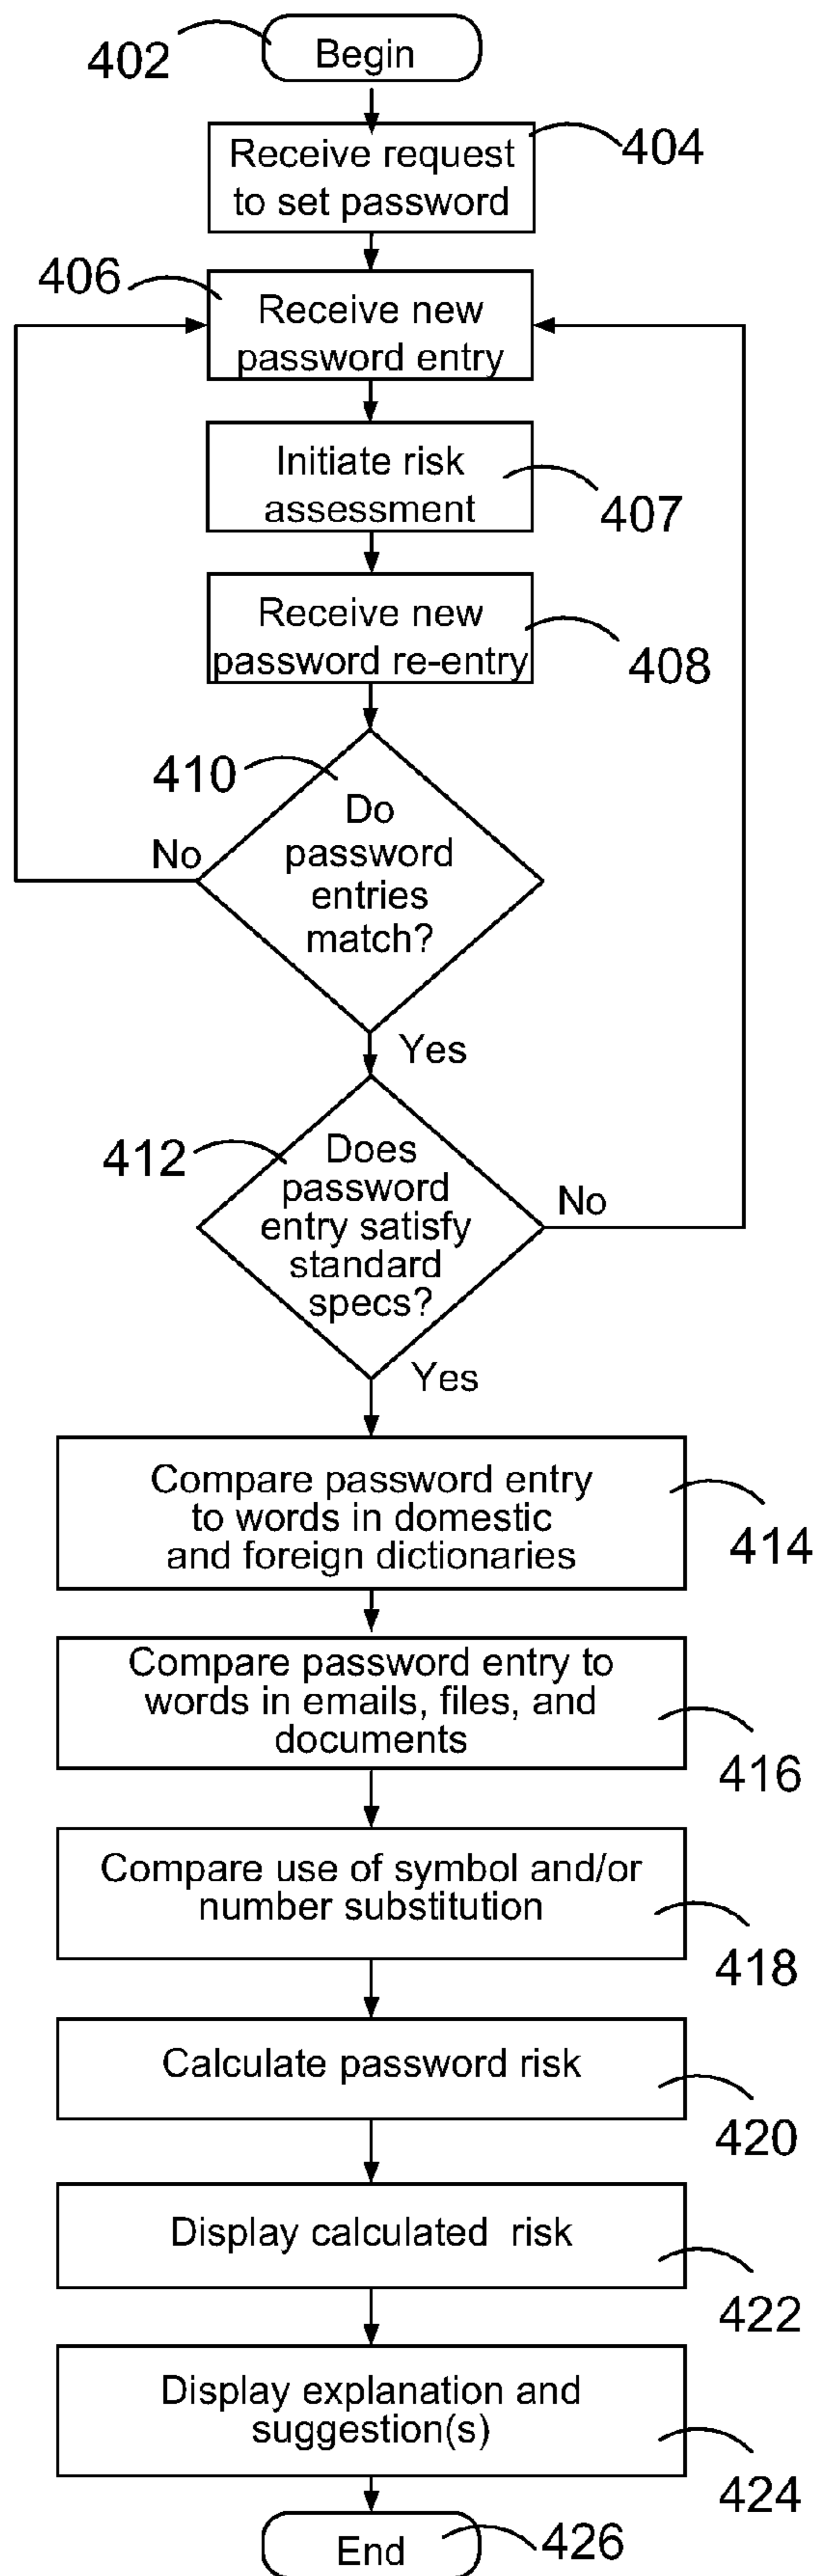 402
Begin
Receive request
to set password
404
406
Receive new
password entry
Initiate risk
assessment
407
Receive new
password re-entry
408
410
Do
password
entries
match?
No
Yes
412
Does
password
entry satisfy
standard
specs?
No
Yes
Compare password entry
to words in domestic
and foreign dictionaries
414
Compare password entry to
words in emails, files, and
documents
416
Compare use of symbol and/or
number substitution
418
Calculate password risk
420
Display calculated risk
422
Display explanation and
suggestion(s)
424
End
426